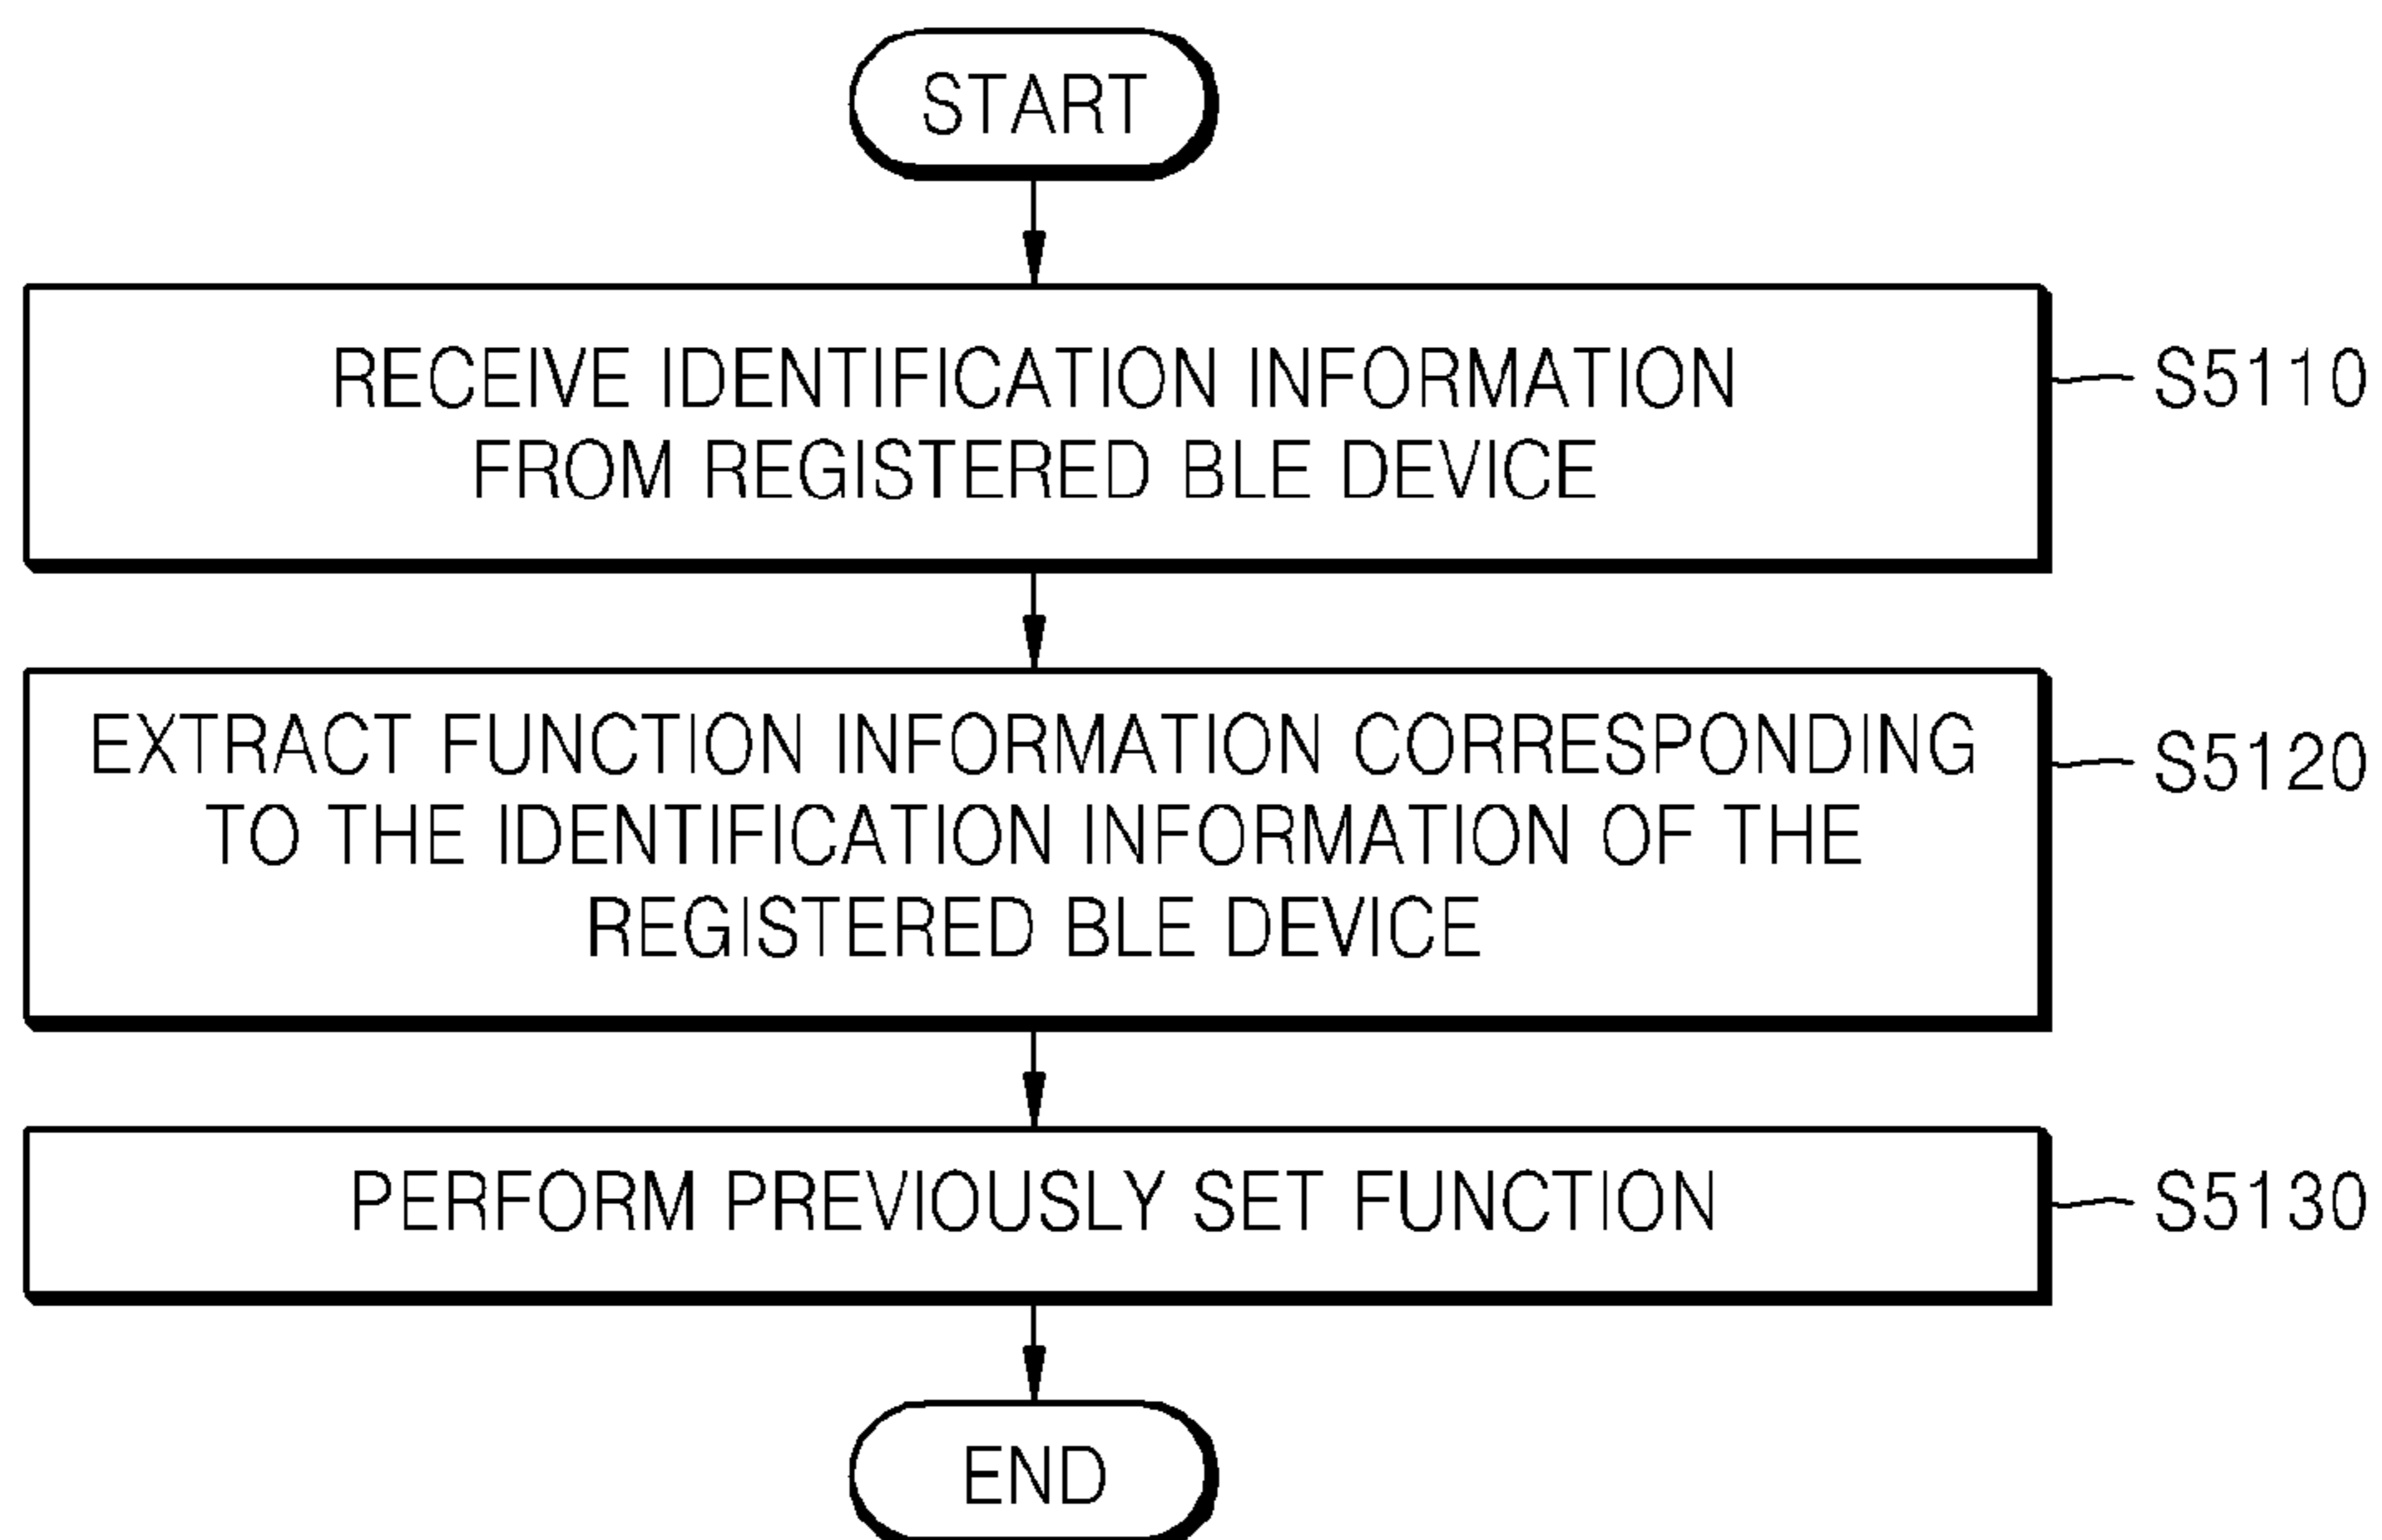 START
RECEIVE IDENTIFICATION INFORMATION
FROM REGISTERED BLE DEVICE
S5110
EXTRACT FUNCTION INFORMATION CORRESPONDING
TO THE IDENTIFICATION INFORMATION OF THE
REGISTERED BLE DEVICE
S5120
PERFORM PREVIOUSLY SET FUNCTION
S5130
END